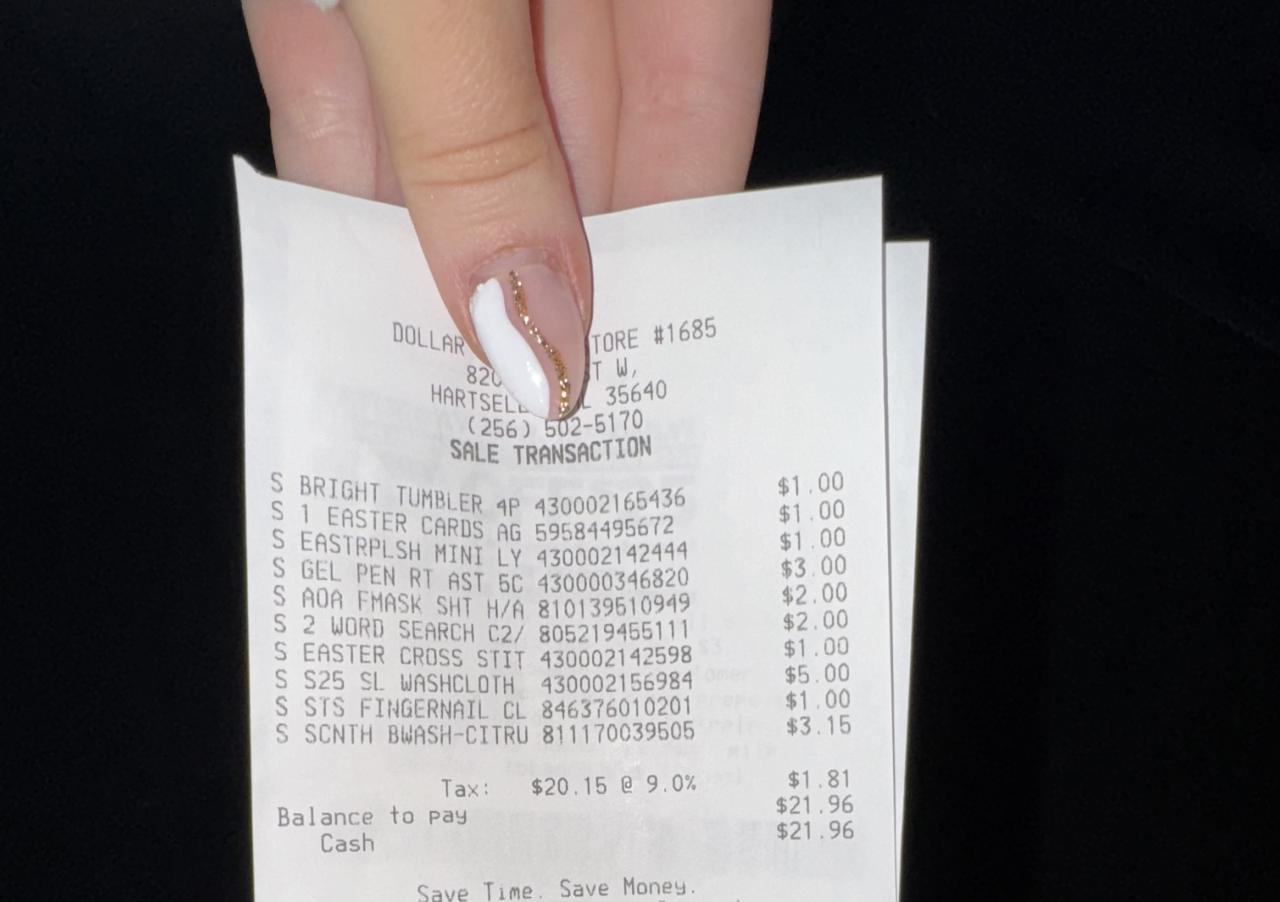 DOLLAR TORE #1685
820 T W,
HARTSELL L 35640
(256) 502-5170
SALE TRANSACTION
S BRIGHT TUMBLER 4P 430002165436 $1.00
S 1 EASTER CARDS AG 59584495672 $1.00
S EASTRPLSH MINI LY 430002142444 $1.00
S GEL PEN RT AST 5C 430000346820 $3.00
S AOA FMASK SHT H/A 810139510949 $2.00
S 2 WORD SEARCH C2/ 805219455111 $2.00
S EASTER CROSS STIT 430002142598 $1.00
S S25 SL WASHCLOTH 430002156984 $5.00
S STS FINGERNAIL CL 846376010201 $1.00
S SCNTH BWASH-CITRU 811170039505 $3.15
Tax: $20.15 @ 9.0% $1.81
Balance to pay $21.96
Cash $21.96
Save Time. Save Money.